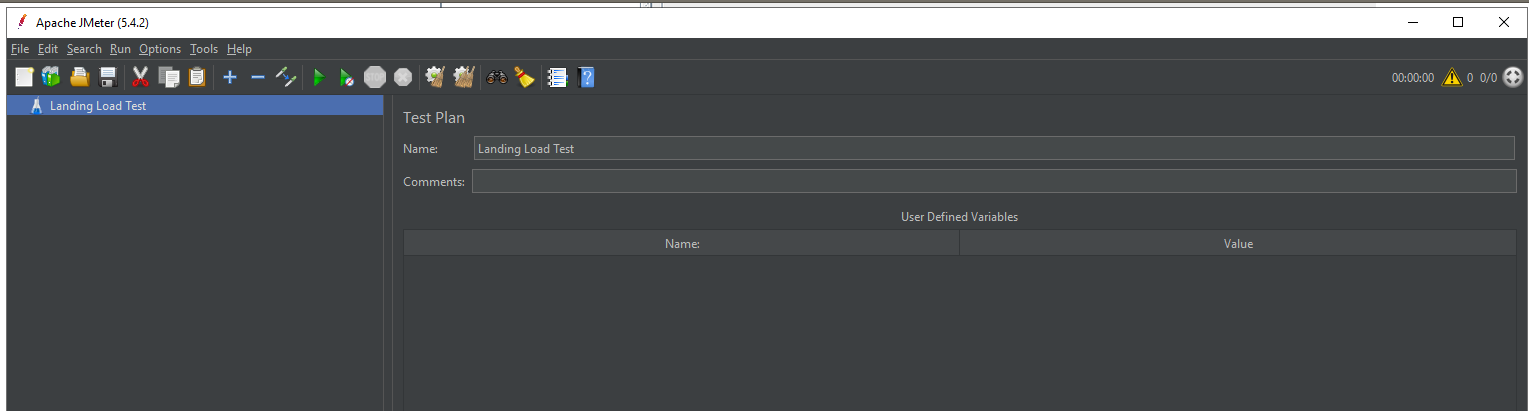 Apache JMeter (5.4.2)
File Edit Search Run Options Tools Help
STOP 00:00:00 0 0/0
Landing Load Test
Test Plan
Name: Landing Load Test
Comments:
User Defined Variables
Name: Value